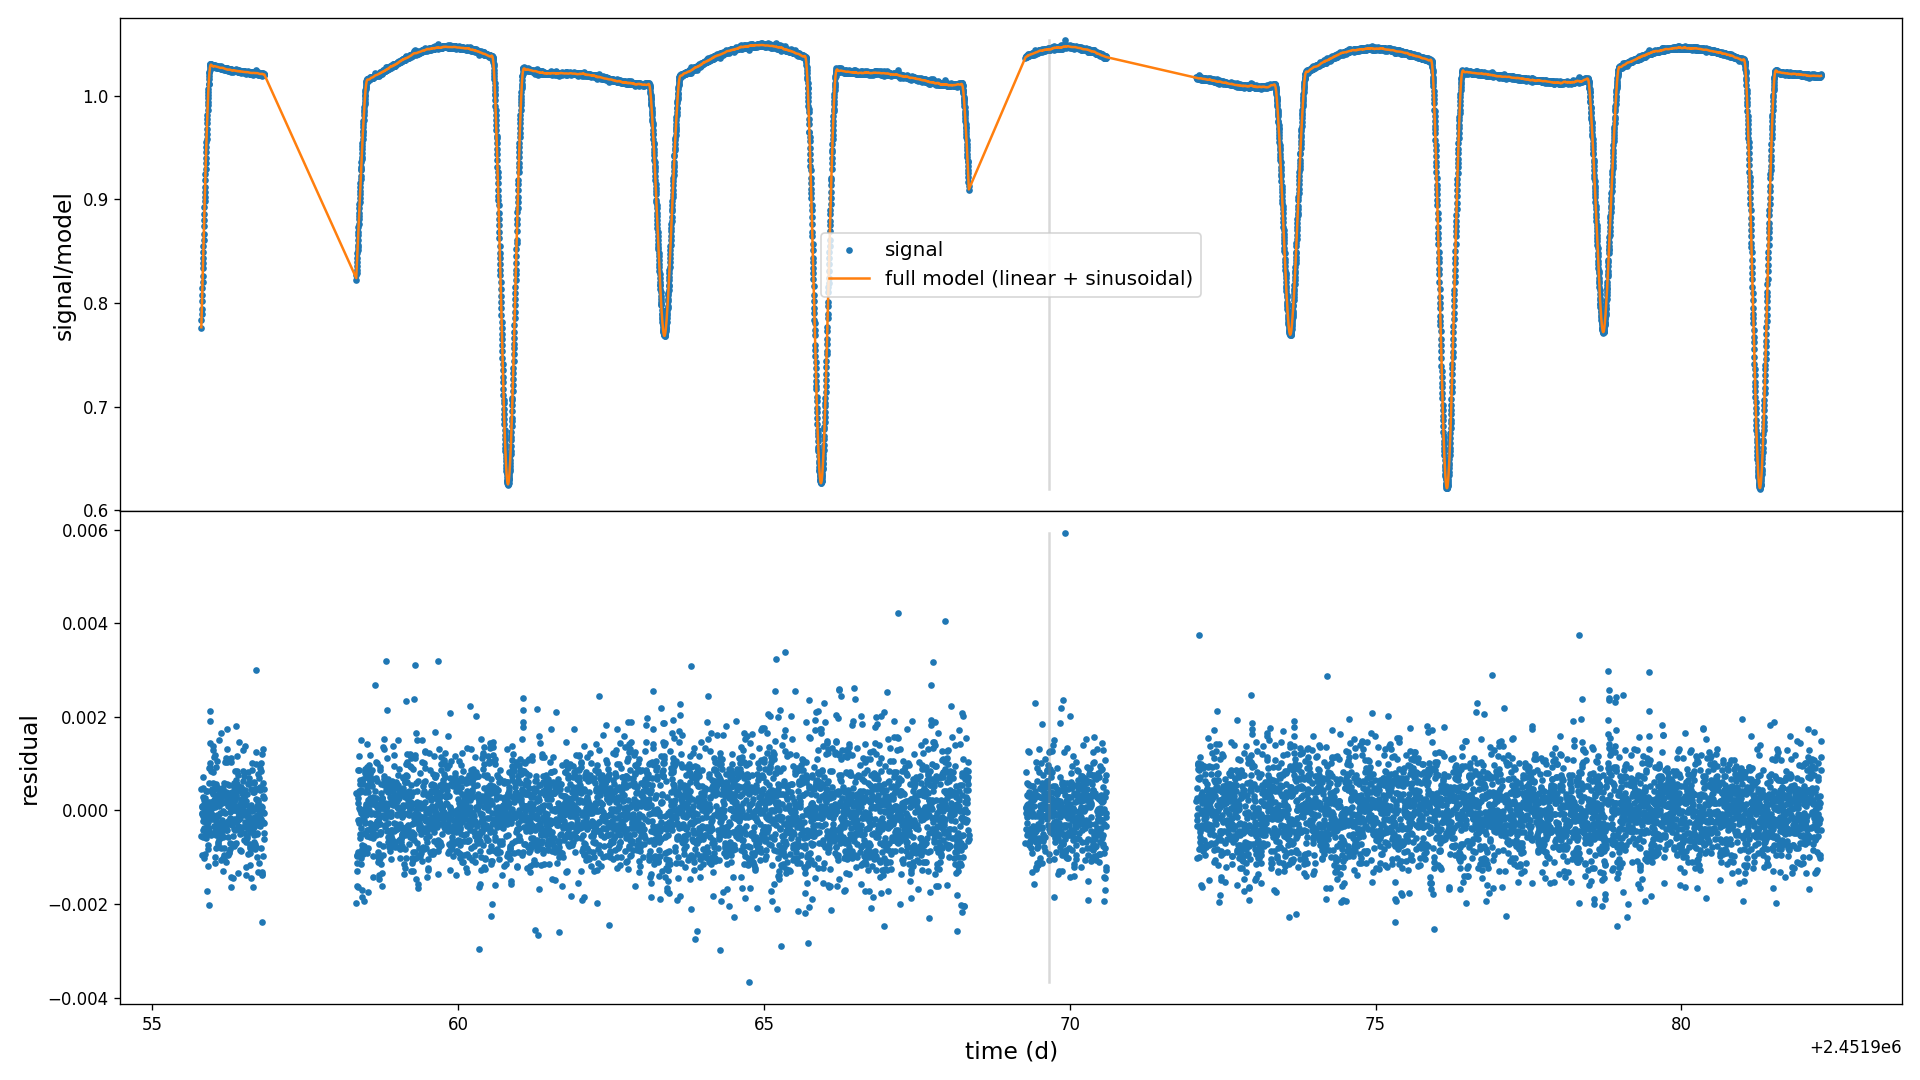 signal/model
1.0
0.9
0.8
0.7
0.6
signal
full model (linear + sinusoidal)
residual
0.006
0.004
0.002
0.000
−0.002
−0.004
55
60
65
70
75
80
time (d)
+2.4519e6